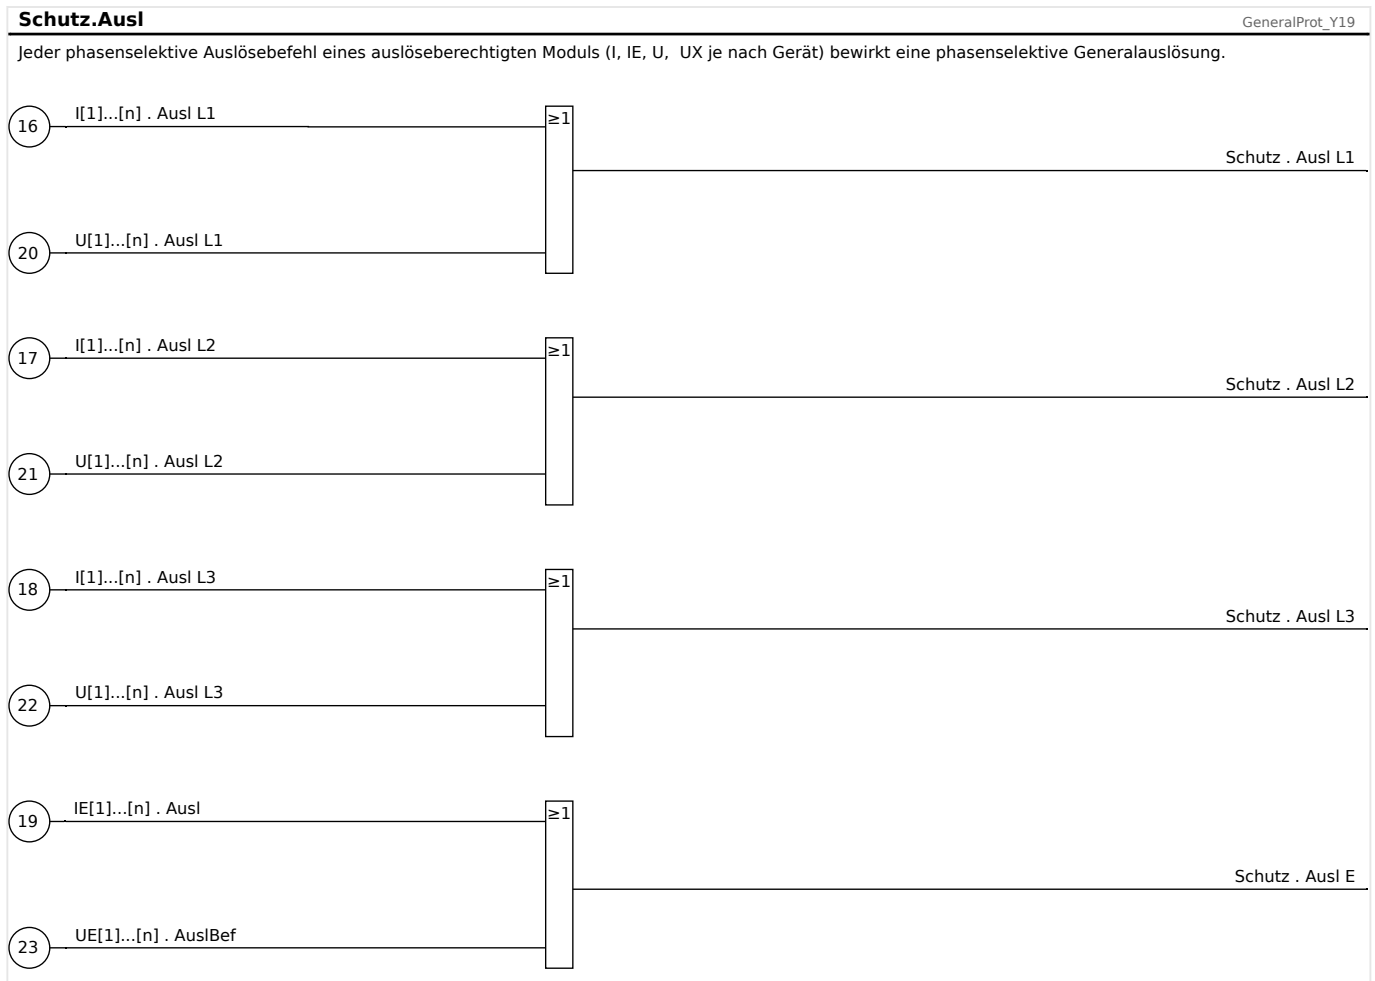 Schutz.Ausl
GeneralProt_Y19
Jeder phasenselektive Auslösebefehl eines auslöseberechtigten Moduls (I, IE, U,  UX je nach Gerät) bewirkt eine phasenselektive Generalauslösung.
16
I[1]...[n] . Ausl L1
≥1
Schutz . Ausl L1
20
U[1]...[n] . Ausl L1
17
I[1]...[n] . Ausl L2
≥1
Schutz . Ausl L2
21
U[1]...[n] . Ausl L2
18
I[1]...[n] . Ausl L3
≥1
Schutz . Ausl L3
22
U[1]...[n] . Ausl L3
19
IE[1]...[n] . Ausl
≥1
Schutz . Ausl E
23
UE[1]...[n] . AuslBef